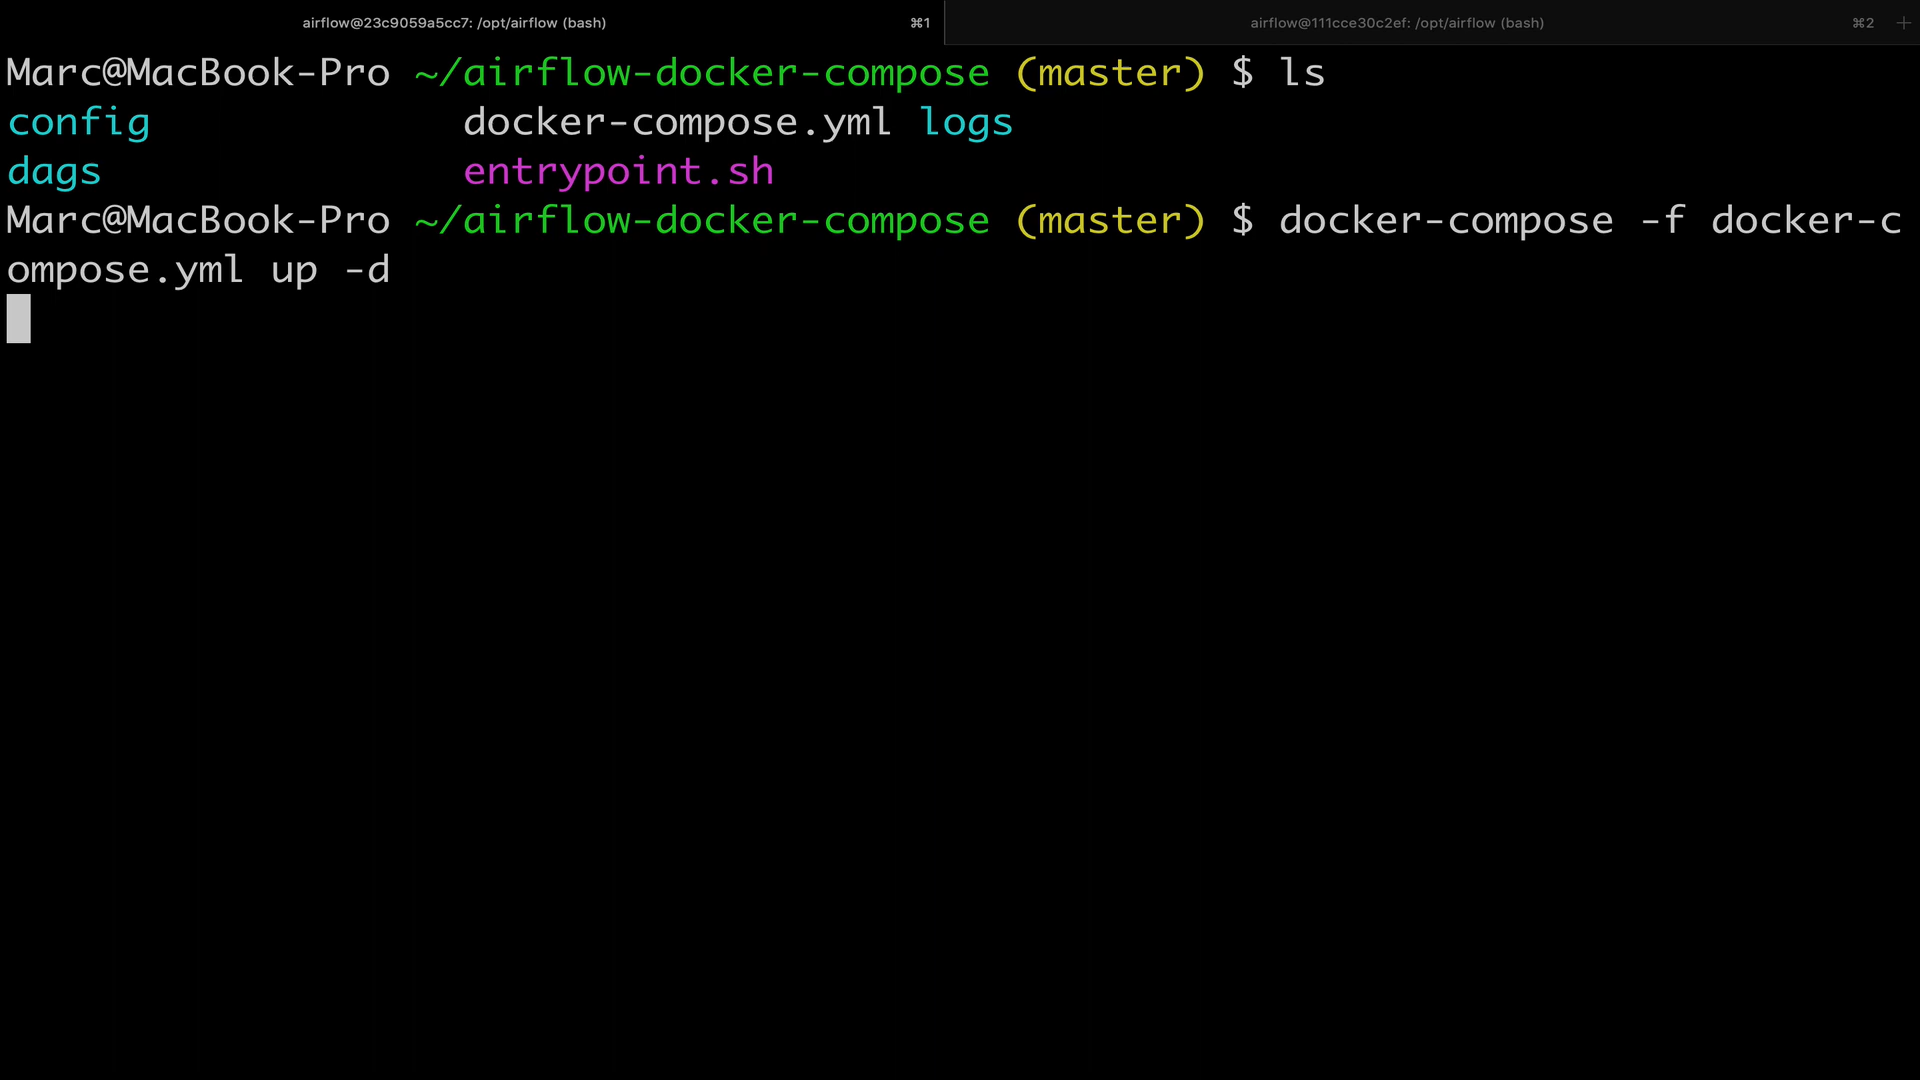 airflow@23c9059a5cc7: /opt/airflow (bash) ⌘1 airflow@111cce30c2ef: /opt/airflow (bash) ⌘2 +
Marc@MacBook-Pro ~/airflow-docker-compose (master) $ ls
config docker-compose.yml logs
dags entrypoint.sh
Marc@MacBook-Pro ~/airflow-docker-compose (master) $ docker-compose -f docker-c
ompose.yml up -d